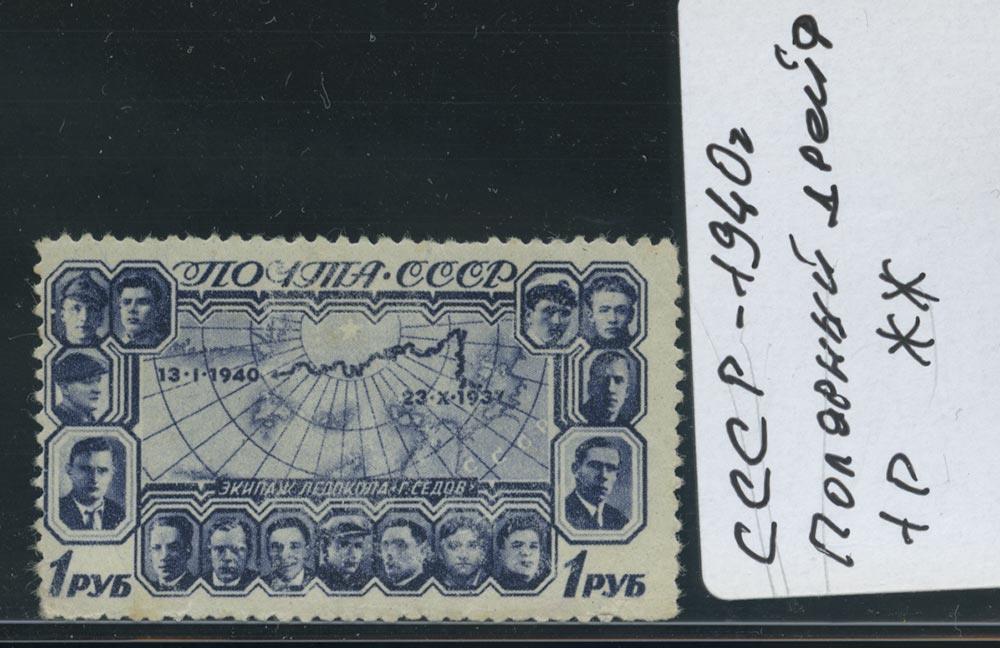 ПОЧТА·СССР
13·I·1940
23·X·1937
СССР
ЭКИПАЖ ЛЕДОКОЛА «Г.СЕДОВ»
1 РУБ
1 РУБ
СССР-1940г
Полярный дрейф
1Р ЖЖ